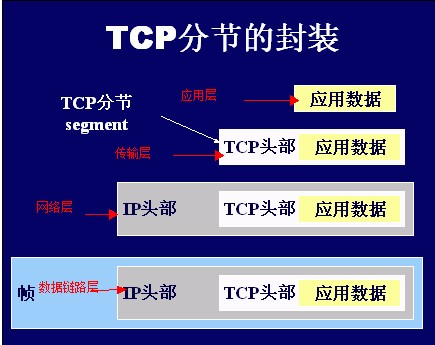 TCP分节的封装
应用层
应用数据
TCP分节
segment
传输层
TCP头部 应用数据
网络层
IP头部 TCP头部 应用数据
帧 数据链路层 IP头部 TCP头部 应用数据